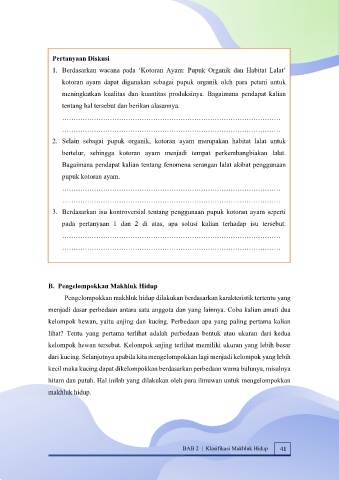 Pertanyaan Diskusi
1. Berdasarkan wacana pada ‘Kotoran Ayam: Pupuk Organik dan Habitat Lalat’
kotoran ayam dapat digunakan sebagai pupuk organik oleh para petani untuk
meningkatkan kualitas dan kuantitas produksinya. Bagaimana pendapat kalian
tentang hal tersebut dan berikan alasannya.
……………………………………………………………………………
……………………………………………………………………………
2. Selain sebagai pupuk organik, kotoran ayam merupakan habitat lalat untuk
bertelur, sehingga kotoran ayam menjadi tempat perkembangbiakan lalat.
Bagaimana pendapat kalian tentang fenomena serangan lalat akibat penggunaan
pupuk kotoran ayam.
……………………………………………………………………………
……………………………………………………………………………
3. Berdasarkan isu kontroversial tentang penggunaan pupuk kotoran ayam seperti
pada pertanyaan 1 dan 2 di atas, apa solusi kalian terhadap isu tersebut.
……………………………………………………………………………
……………………………………………………………………………
B. Pengelompokkan Makhluk Hidup
Pengelompokkan makhluk hidup dilakukan berdasarkan karakteristik tertentu yang
menjadi dasar perbedaan antara satu anggota dan yang lainnya. Coba kalian amati dua
kelompok hewan, yaitu anjing dan kucing. Perbedaan apa yang paling pertama kalian
lihat? Tentu yang pertama terlihat adalah perbedaan bentuk atau ukuran dari kedua
kelompok hewan tersebut. Kelompok anjing terlihat memiliki ukuran yang lebih besar
dari kucing. Selanjutnya apabila kita mengelompokkan lagi menjadi kelompok yang lebih
kecil maka kucing dapat dikelompokkan berdasarkan perbedaan warna bulunya, misalnya
hitam dan putih. Hal inilah yang dilakukan oleh para ilmuwan untuk mengelompokkan
makhluk hidup.
BAB 2 | Klasifikasi Makhluk Hidup 41